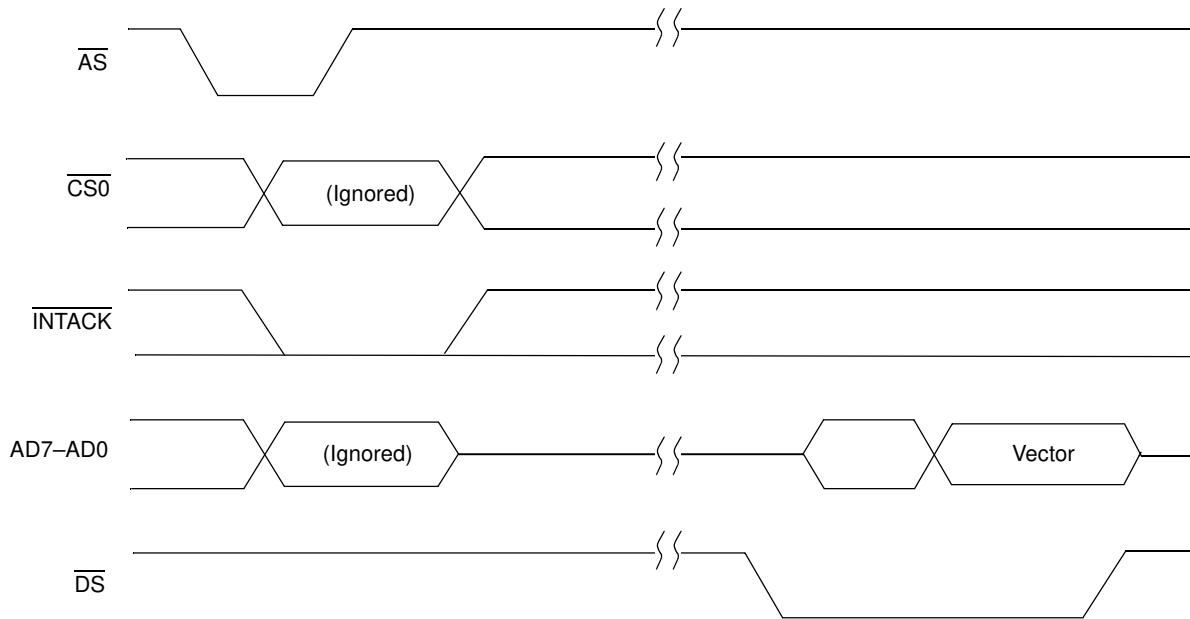 AS
CS0
(Ignored)
INTACK
AD7–AD0
(Ignored)
Vector
DS